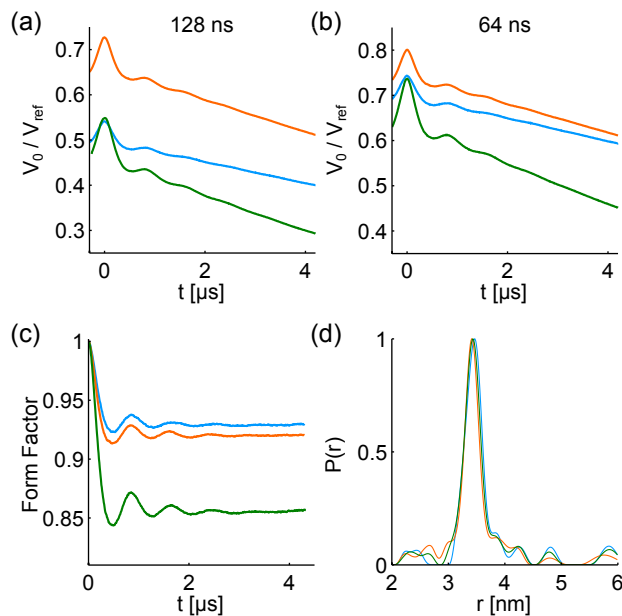 (a) 128 ns
V0 / Vref
0.7
0.6
0.5
0.4
0.3
0 2 4
t [µs]
(b) 64 ns
V0 / Vref
0.8
0.7
0.6
0.5
0.4
0 2 4
t [µs]
(c)
Form Factor
1
0.95
0.9
0.85
0 2 4
t [µs]
(d)
P(r)
1
0.5
0
2 3 4 5 6
r [nm]